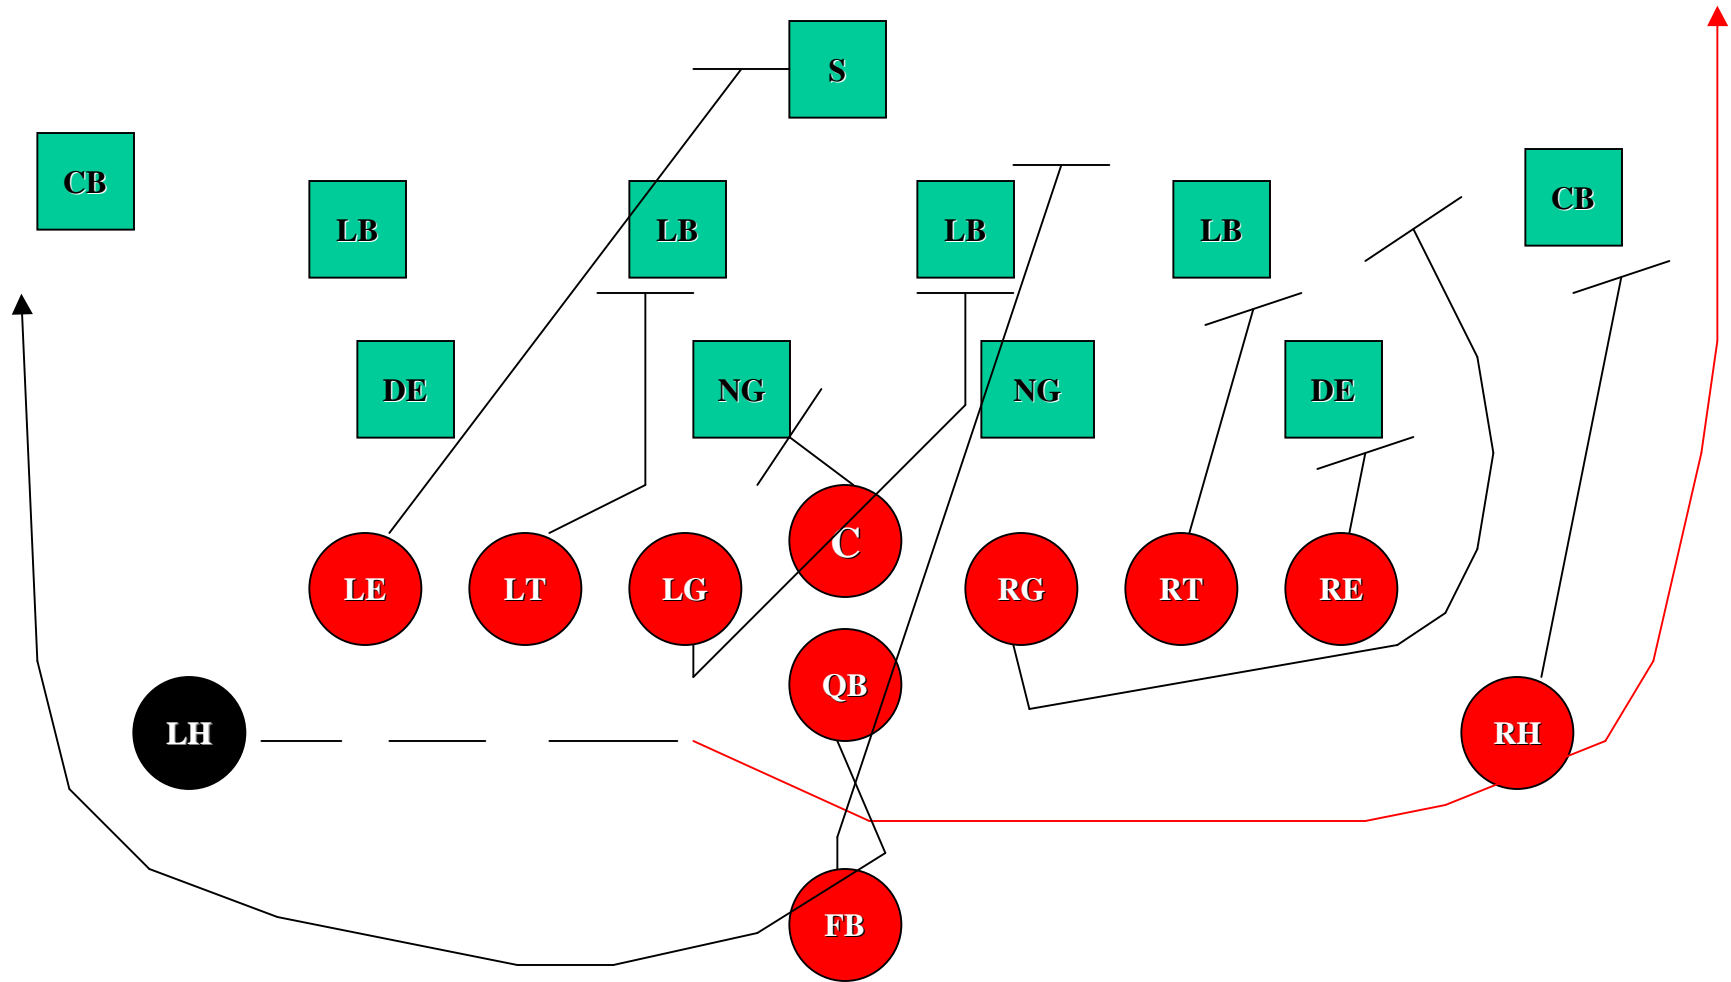 S
CB
CB
LB
LB
LB
LB
DE
NG
NG
DE
C
LE
LT
LG
RG
RT
RE
QB
LH
RH
FB